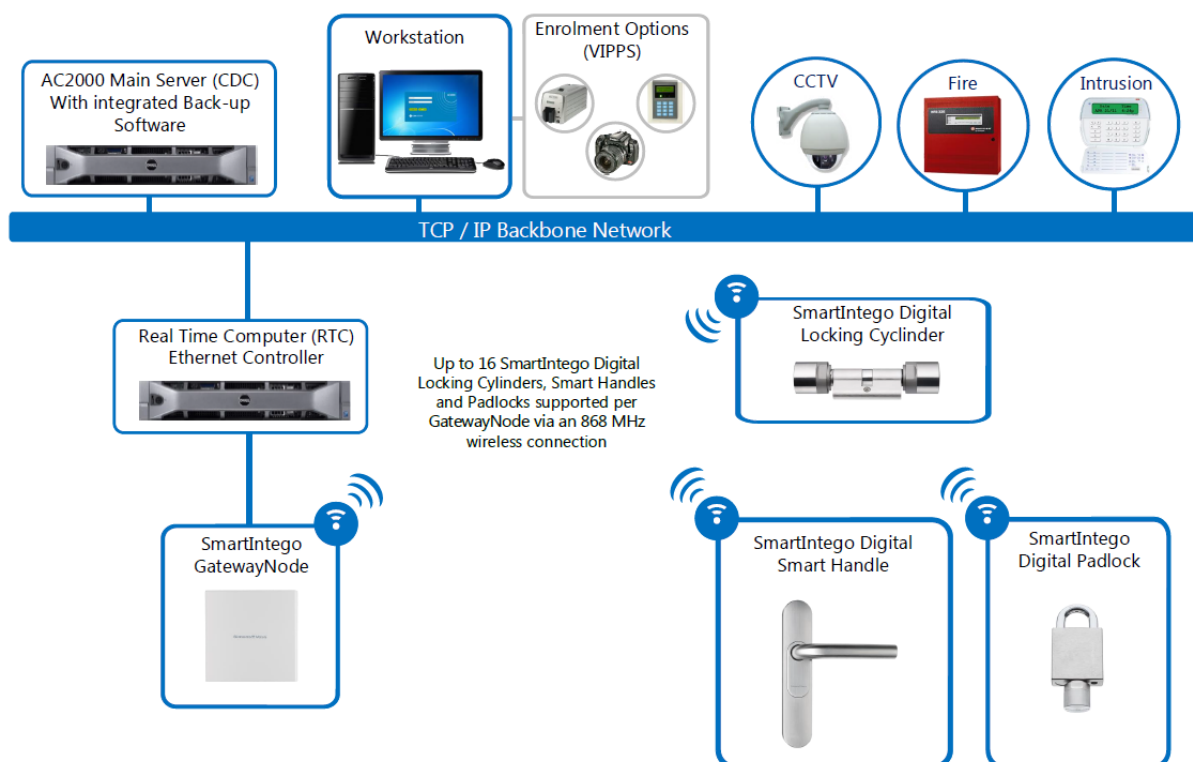 AC2000 Main Server (CDC)
With integrated Back-up
Software
Workstation
Enrolment Options
(VIPPS)
CCTV
Fire
Intrusion
TCP / IP Backbone Network
Real Time Computer (RTC)
Ethernet Controller
Up to 16 SmartIntego Digital
Locking Cylinders, Smart Handles
and Padlocks supported per
GatewayNode via an 868 MHz
wireless connection
SmartIntego Digital
Locking Cyclinder
SmartIntego
GatewayNode
SmartIntego Digital
Smart Handle
SmartIntego
Digital Padlock